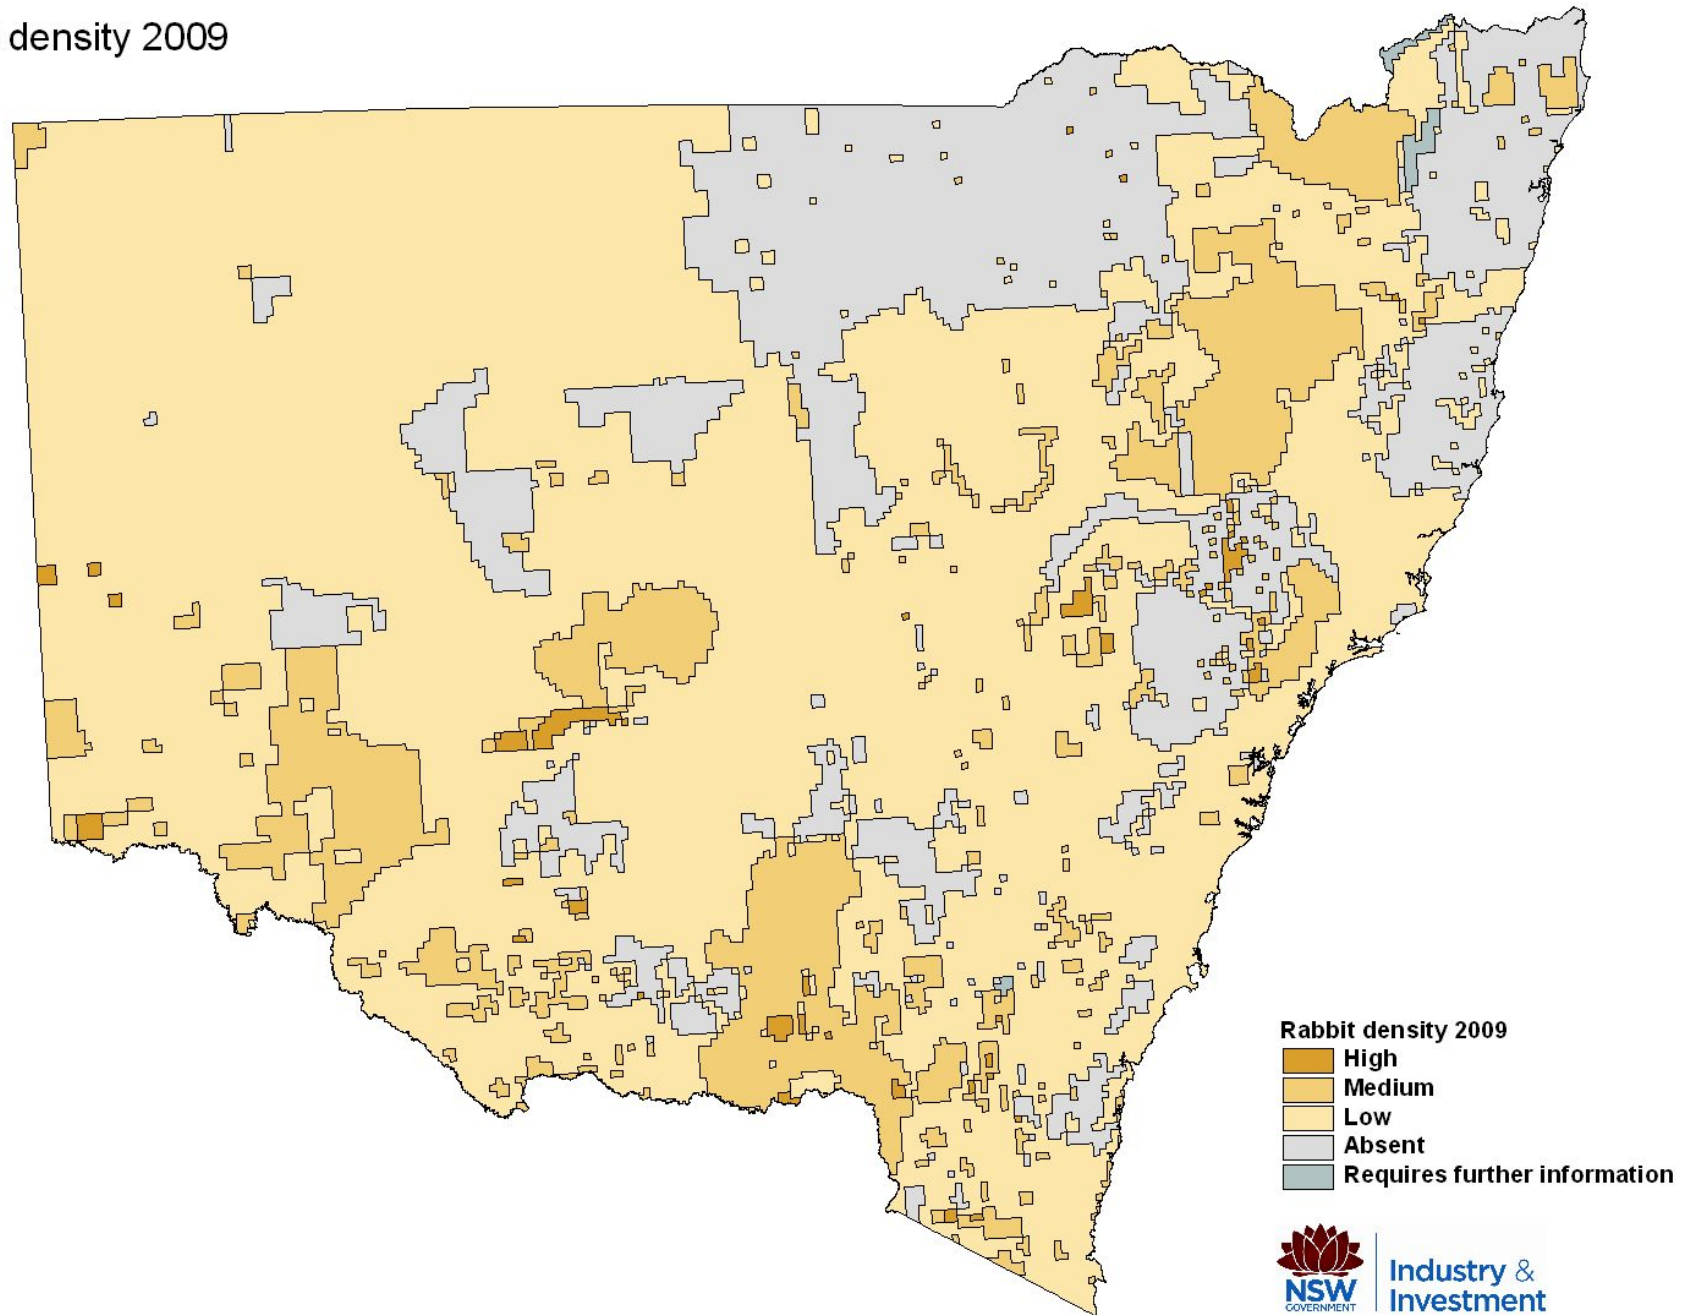 density 2009
Rabbit density 2009
High
Medium
Low
Absent
Requires further information
NSW
GOVERNMENT
Industry &
Investment